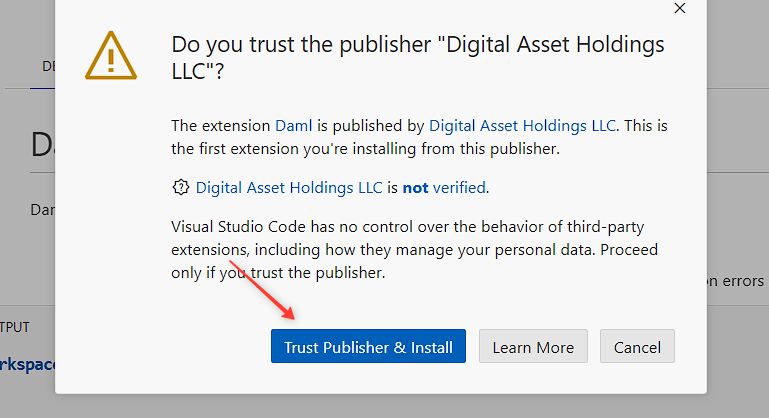 Do you trust the publisher "Digital Asset Holdings
LLC"?
DE
The extension Daml is published by Digital Asset Holdings LLC. This is
the first extension you're installing from this publisher.
Da
Digital Asset Holdings LLC is not verified.
Dar
Visual Studio Code has no control over the behavior of third-party
extensions, including how they manage your personal data. Proceed
only if you trust the publisher.
on errors
TPUT
Trust Publisher & Install
Learn More
Cancel
rkspace